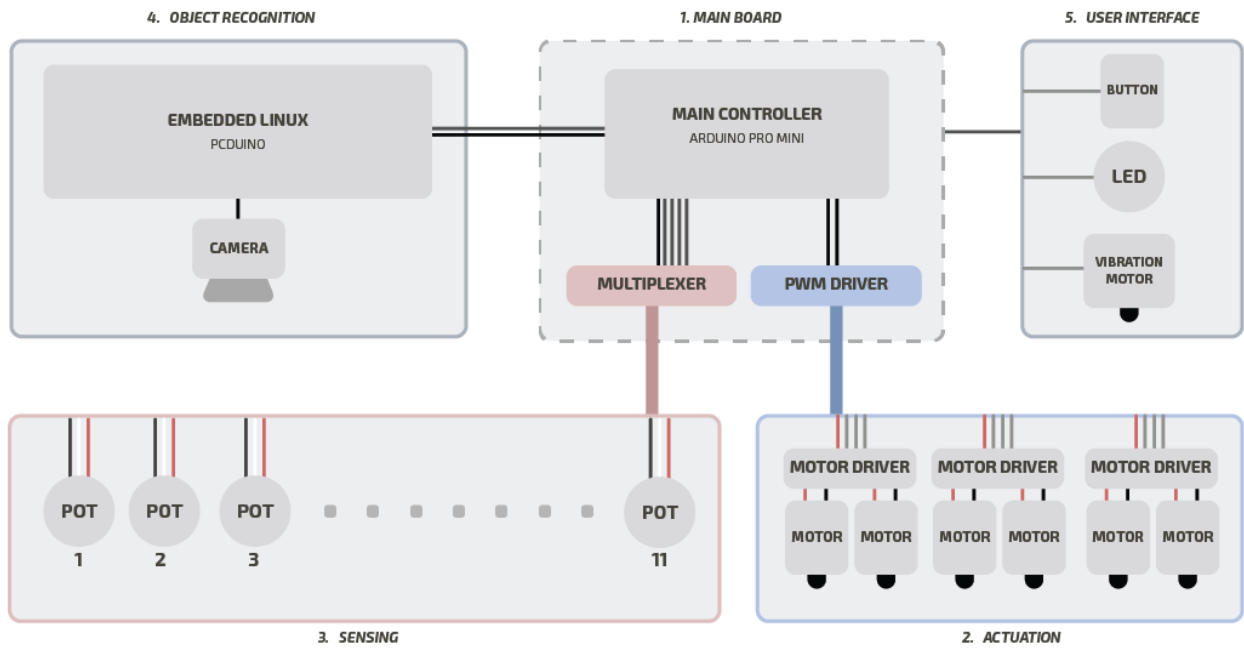 4. OBJECT RECOGNITION
1. MAIN BOARD
5. USER INTERFACE
EMBEDDED LINUX
PCDUINO
CAMERA
MAIN CONTROLLER
ARDUINO PRO MINI
MULTIPLEXER
PWM DRIVER
BUTTON
LED
VIBRATION
MOTOR
POT
1
POT
2
POT
3
POT
11
3. SENSING
MOTOR DRIVER
MOTOR DRIVER
MOTOR DRIVER
MOTOR
MOTOR
MOTOR
MOTOR
MOTOR
MOTOR
2. ACTUATION